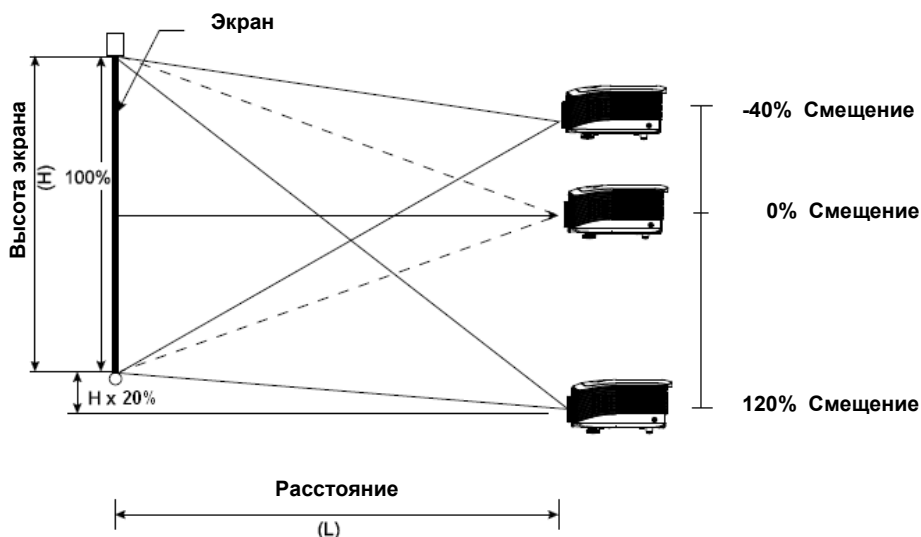 Экран
-40% Смещение
Высота экрана
(H)
100%
0% Смещение
H x 20%
120% Смещение
Расстояние
(L)